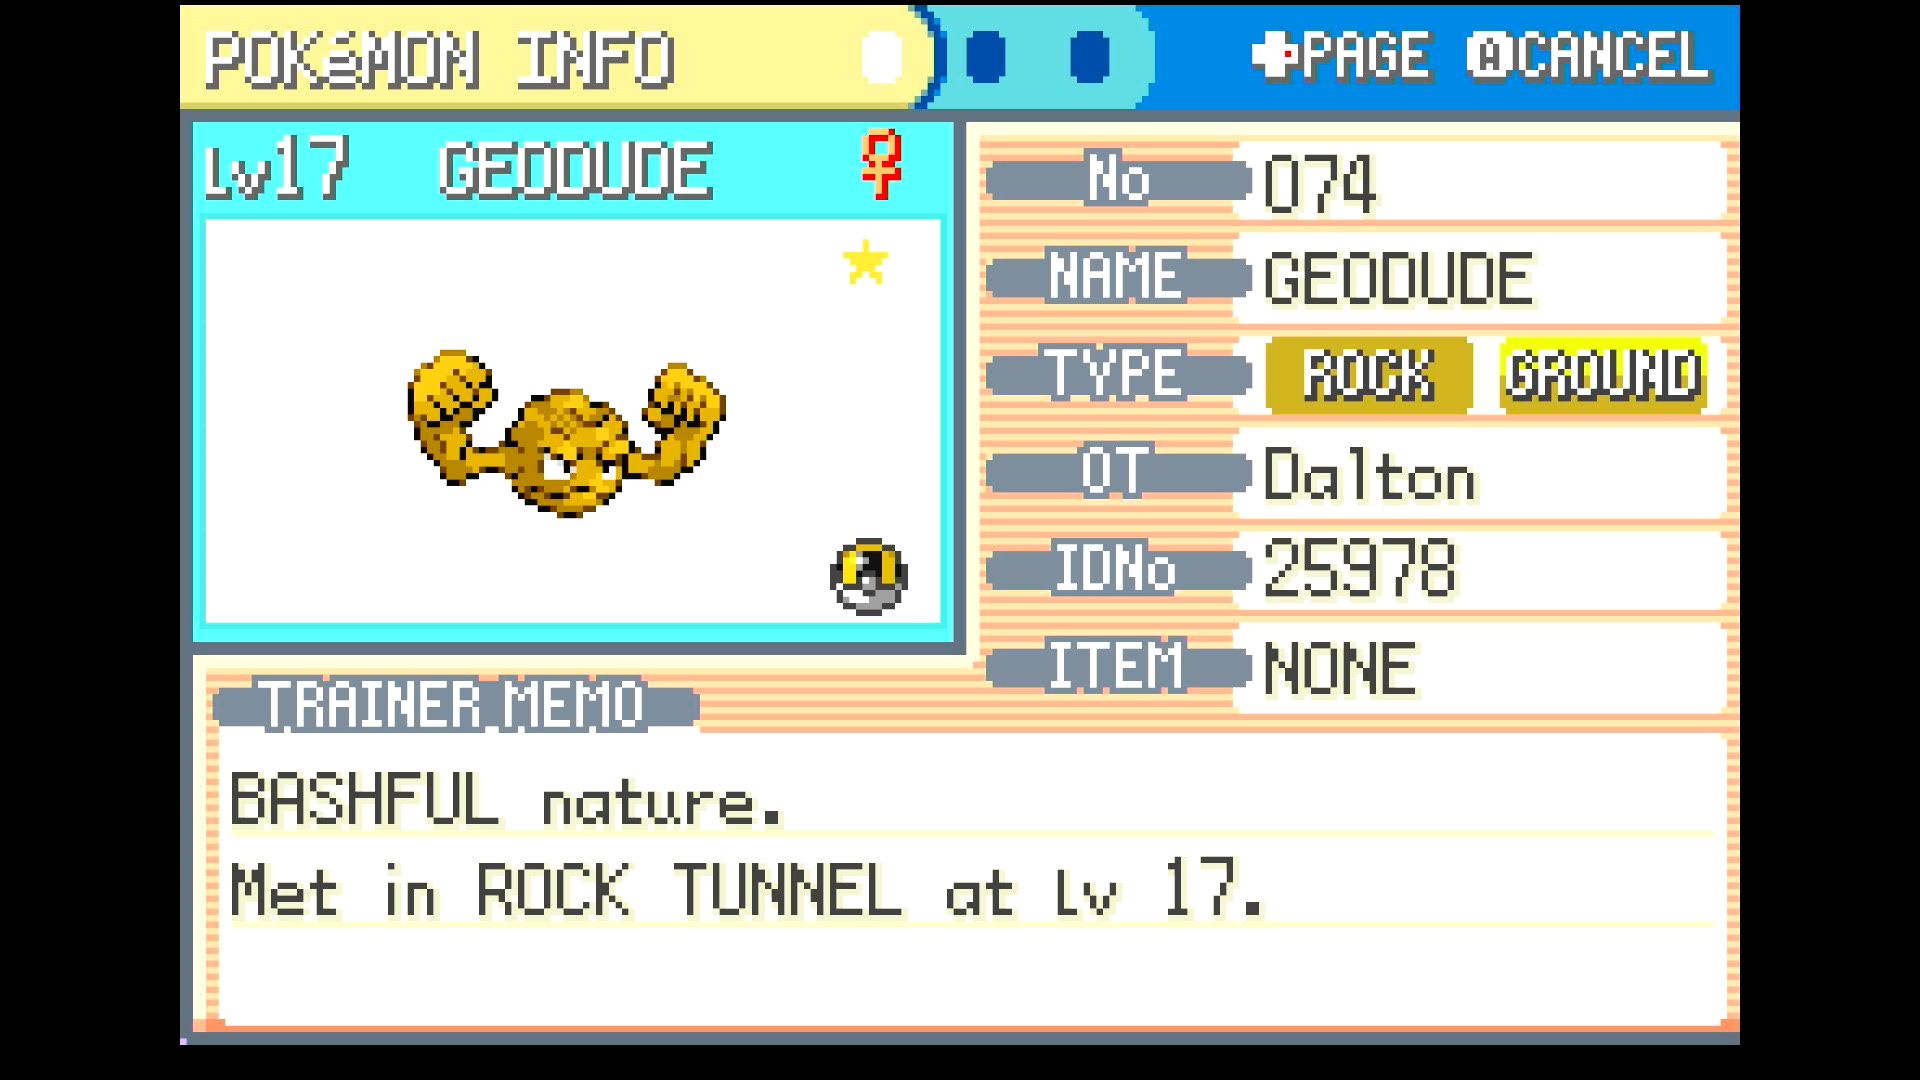 POKéMON INFO PAGE A CANCEL
Lv17 GEODUDE ♀
No 074
NAME GEODUDE
TYPE ROCK GROUND
OT Dalton
IDNo 25978
ITEM NONE
TRAINER MEMO
BASHFUL nature.
Met in ROCK TUNNEL at Lv 17.